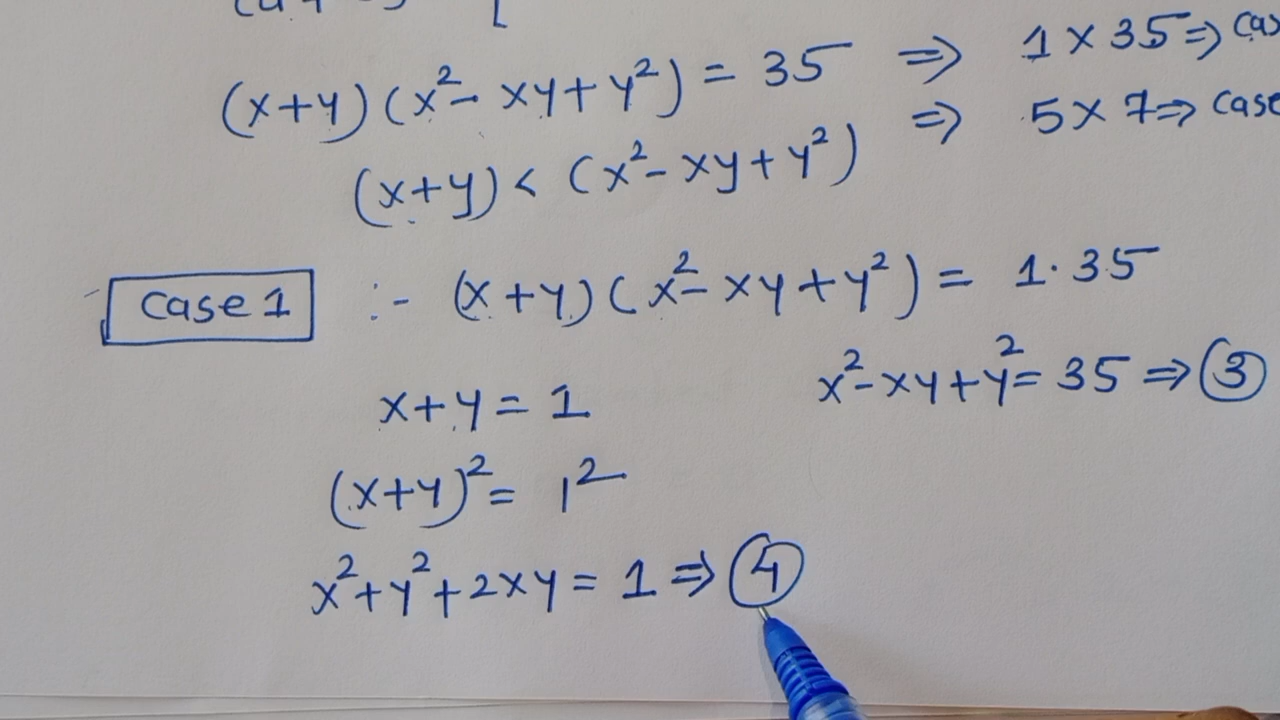 (x+y)(x²-xy+y²) = 35 ⇒ 1×35⇒
⇒ 5×7⇒ case
(x+y) < (x²-xy+y²)
Case 1 :- (x+y)(x²-xy+y²) = 1·35
x+y = 1
x²-xy+y²=35 ⇒ ③
(x+y)² = 1²
x²+y²+2xy = 1 ⇒ ④